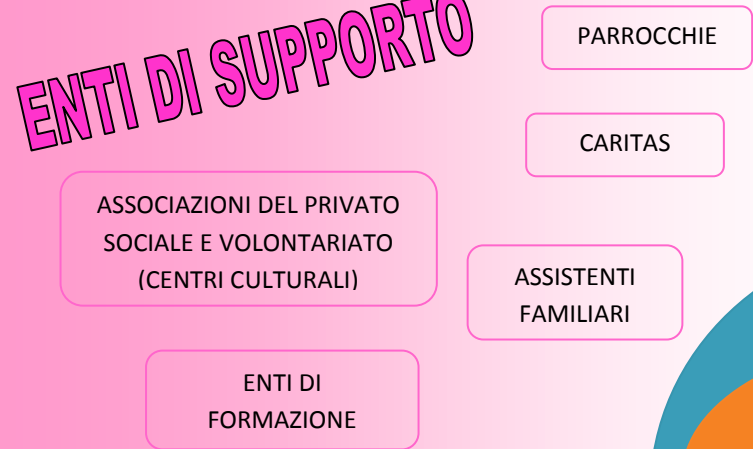 ENTI DI SUPPORTO
PARROCCHIE
CARITAS
ASSOCIAZIONI DEL PRIVATO
SOCIALE E VOLONTARIATO
(CENTRI CULTURALI)
ASSISTENTI
FAMILIARI
ENTI DI
FORMAZIONE